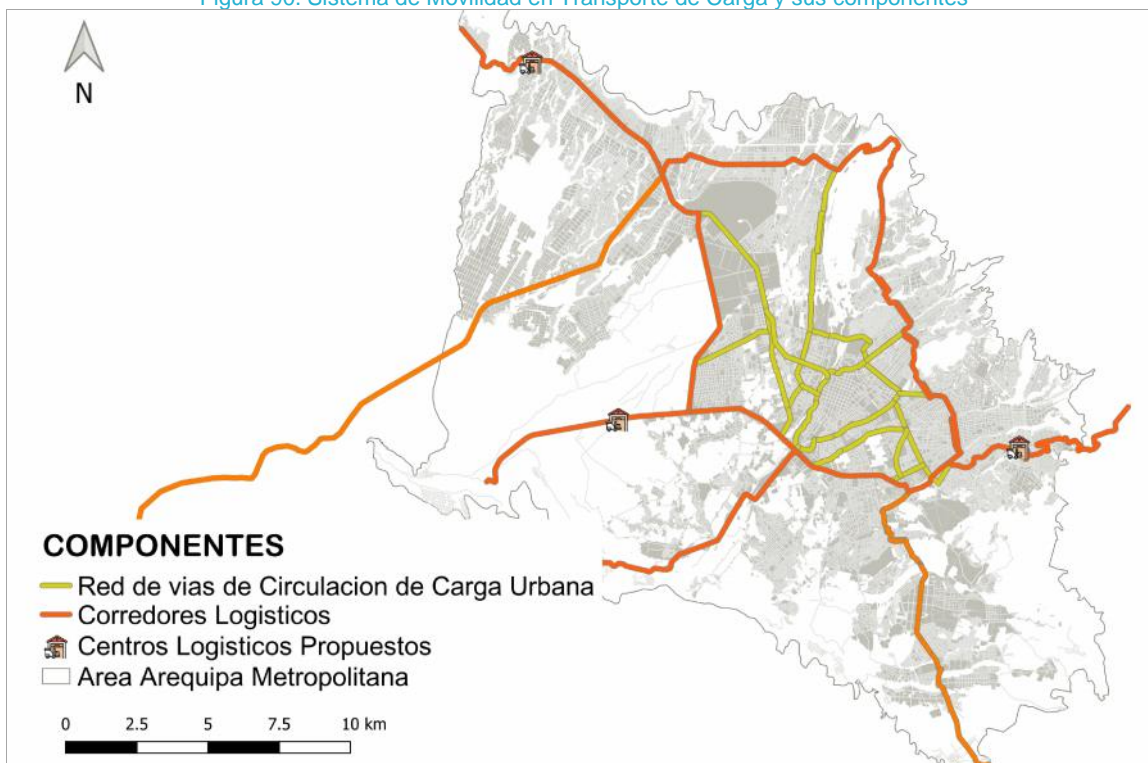 Figura 90. Sistema de Movilidad en Transporte de Carga y sus componentes
N
COMPONENTES
Red de vias de Circulacion de Carga Urbana
Corredores Logisticos
Centros Logisticos Propuestos
Area Arequipa Metropolitana
0 2.5 5 7.5 10 km